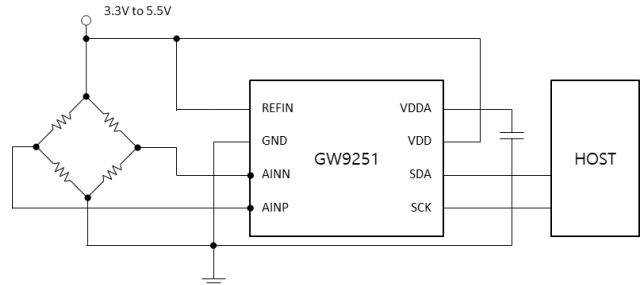 3.3V to 5.5V
REFIN
VDDA
GND
VDD
GW9251
HOST
AINN
SDA
AINP
SCK